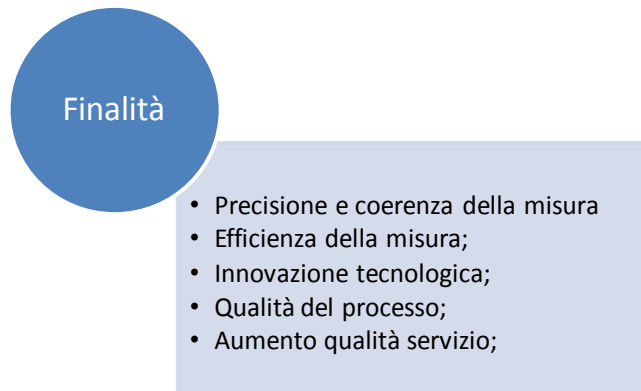 Finalità
• Precisione e coerenza della misura
• Efficienza della misura;
• Innovazione tecnologica;
• Qualità del processo;
• Aumento qualità servizio;